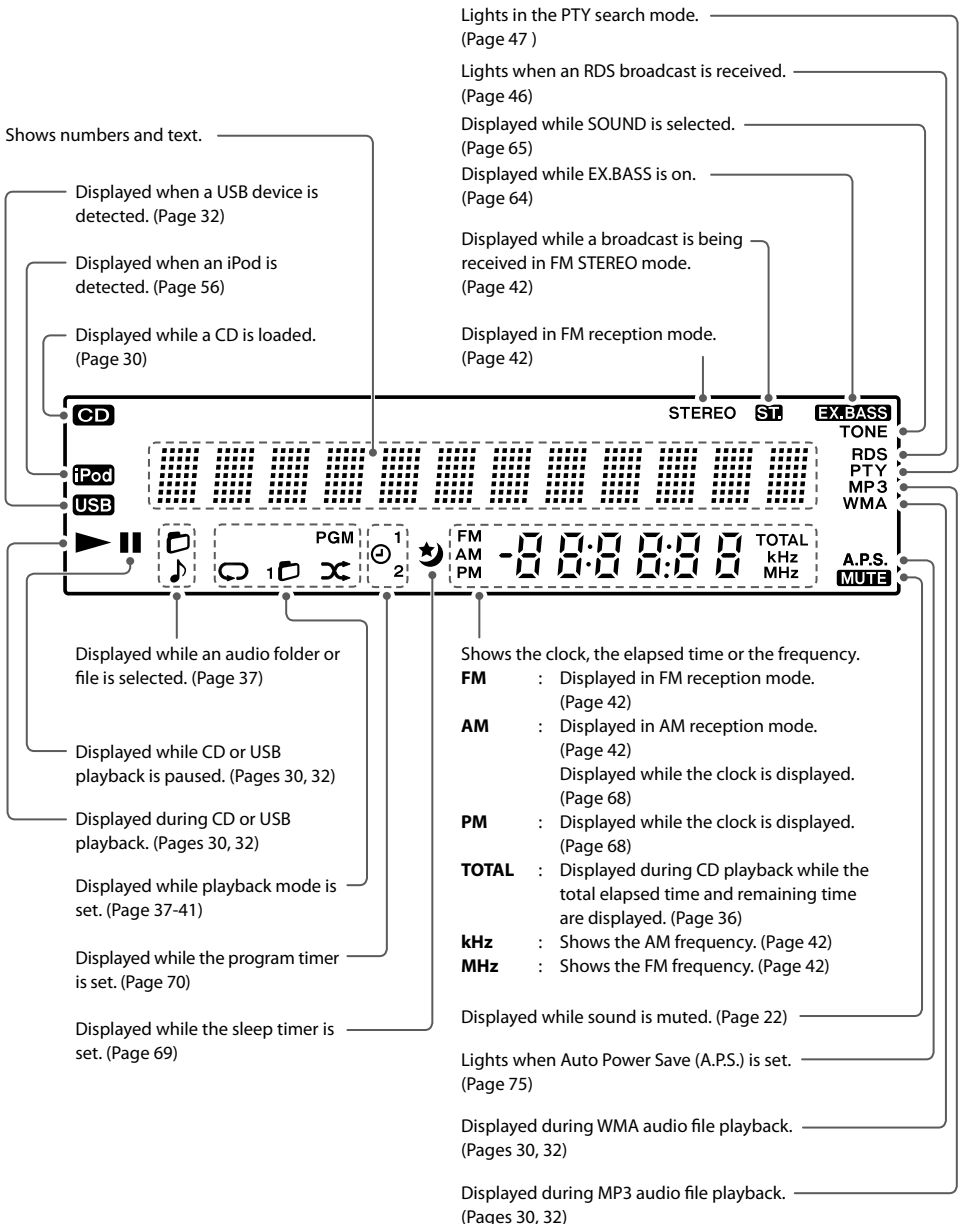 Lights in the PTY search mode.
(Page 47 )
Lights when an RDS broadcast is received.
(Page 46)
Displayed while SOUND is selected.
(Page 65)
Displayed while EX.BASS is on.
(Page 64)
Displayed while a broadcast is being
received in FM STEREO mode.
(Page 42)
Displayed in FM reception mode.
(Page 42)
Shows numbers and text.
Displayed when a USB device is
detected. (Page 32)
Displayed when an iPod is
detected. (Page 56)
Displayed while a CD is loaded.
(Page 30)
CD
STEREO ST. EX.BASS
TONE
RDS
iPod
PTY
MP3
USB
WMA
PGM
1
2
1
FM
AM
PM
-8 8:8 8:8 8
TOTAL
kHz
MHz
A.P.S.
MUTE
Displayed while an audio folder or
file is selected. (Page 37)
Displayed while CD or USB
playback is paused. (Pages 30, 32)
Displayed during CD or USB
playback. (Pages 30, 32)
Displayed while playback mode is
set. (Page 37-41)
Displayed while the program timer
is set. (Page 70)
Displayed while the sleep timer is
set. (Page 69)
Shows the clock, the elapsed time or the frequency.
FM : Displayed in FM reception mode.
(Page 42)
AM : Displayed in AM reception mode.
(Page 42)
Displayed while the clock is displayed.
(Page 68)
PM : Displayed while the clock is displayed.
(Page 68)
TOTAL : Displayed during CD playback while the
total elapsed time and remaining time
are displayed. (Page 36)
kHz : Shows the AM frequency. (Page 42)
MHz : Shows the FM frequency. (Page 42)
Displayed while sound is muted. (Page 22)
Lights when Auto Power Save (A.P.S.) is set.
(Page 75)
Displayed during WMA audio file playback.
(Pages 30, 32)
Displayed during MP3 audio file playback.
(Pages 30, 32)